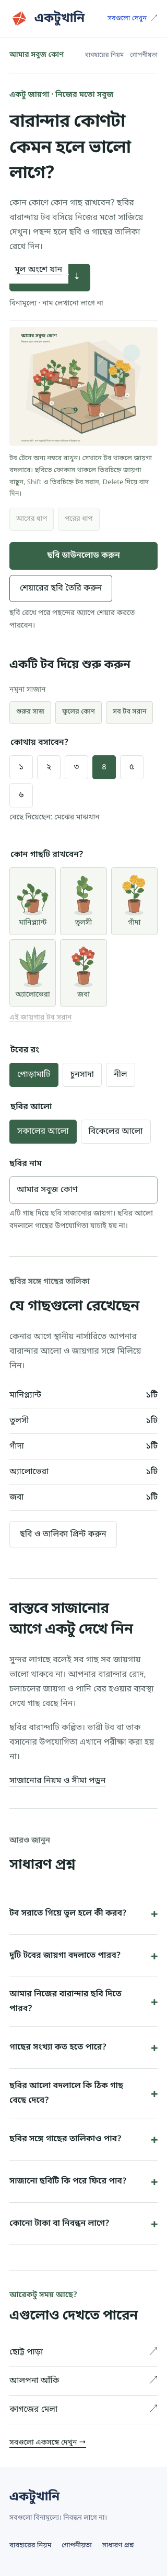 একটুখানি
সবগুলো দেখুন ↗
আমার সবুজ কোণ
ব্যবহারের নিয়ম গোপনীয়তা
একটু জায়গা · নিজের মতো সবুজ
বারান্দার কোণটা
কেমন হলে ভালো
লাগে?
কোন কোণে কোন গাছ রাখবেন? ছবির
বারান্দায় টব বসিয়ে নিজের মতো সাজিয়ে
দেখুন। পছন্দ হলে ছবি ও গাছের তালিকা
রেখে দিন।
মূল অংশে যান ↓
বিনামূল্যে · নাম লেখানো লাগে না
আমার সবুজ কোণ
টবে টেনে অন্য নম্বরে রাখুন। সেখানে টব থাকলে জায়গা
বদলাবে। ছবিতে ফোকাস থাকলে তিরচিহ্নে জায়গা
বাছুন, Shift ও তিরচিহ্নে টব সরান, Delete দিয়ে বাদ
দিন।
আগের ধাপ
পরের ধাপ
ছবি ডাউনলোড করুন
শেয়ারের ছবি তৈরি করুন
ছবি রেখে পরে পছন্দের অ্যাপে শেয়ার করতে
পারবেন।
একটি টব দিয়ে শুরু করুন
নমুনা সাজান
শুরুর সাজ
ফুলের কোণ
সব টব সরান
কোথায় বসাবেন?
১
২
৩
৪
৫
৬
বেছে নিয়েছেন: মেঝের মাঝখান
কোন গাছটি রাখবেন?
মানিপ্ল্যান্ট
তুলসী
গাঁদা
অ্যালোভেরা
জবা
এই জায়গার টব সরান
টবের রং
পোড়ামাটি
চুনসাদা
নীল
ছবির আলো
সকালের আলো
বিকেলের আলো
ছবির নাম
আমার সবুজ কোণ
এটি গাছ দিয়ে ছবি সাজানোর জায়গা। ছবির আলো
বদলালে গাছের উপযোগিতা যাচাই হয় না।
ছবির সঙ্গে গাছের তালিকা
যে গাছগুলো রেখেছেন
কেনার আগে স্থানীয় নার্সারিতে আপনার
বারান্দার আলো ও জায়গার সঙ্গে মিলিয়ে
নিন।
মানিপ্ল্যান্ট ১টি
তুলসী ১টি
গাঁদা ১টি
অ্যালোভেরা ১টি
জবা ১টি
ছবি ও তালিকা প্রিন্ট করুন
বাস্তবে সাজানোর
আগে একটু দেখে নিন
সুন্দর লাগছে বলেই সব গাছ সব জায়গায়
ভালো থাকবে না। আপনার বারান্দার রোদ,
চলাচলের জায়গা ও পানি বের হওয়ার ব্যবস্থা
দেখে গাছ বেছে নিন।
ছবির বারান্দাটি কল্পিত। ভারী টব বা তাক
বসানোর উপযোগিতা এখানে পরীক্ষা করা হয়
না।
সাজানোর নিয়ম ও সীমা পড়ুন
আরও জানুন
সাধারণ প্রশ্ন
টব সরাতে গিয়ে ভুল হলে কী করব? +
দুটি টবের জায়গা বদলাতে পারব? +
আমার নিজের বারান্দার ছবি দিতে
পারব? +
গাছের সংখ্যা কত হতে পারে? +
ছবির আলো বদলালে কি ঠিক গাছ
বেছে দেবে? +
ছবির সঙ্গে গাছের তালিকাও পাব? +
সাজানো ছবিটি কি পরে ফিরে পাব? +
কোনো টাকা বা নিবন্ধন লাগে? +
আরেকটু সময় আছে?
এগুলোও দেখতে পারেন
ছোট্ট পাড়া ↗
আলপনা আঁকি ↗
কাগজের মেলা ↗
সবগুলো একসঙ্গে দেখুন →
একটুখানি
সবগুলো বিনামূল্যে। নিবন্ধন লাগে না।
ব্যবহারের নিয়ম গোপনীয়তা সাধারণ প্রশ্ন